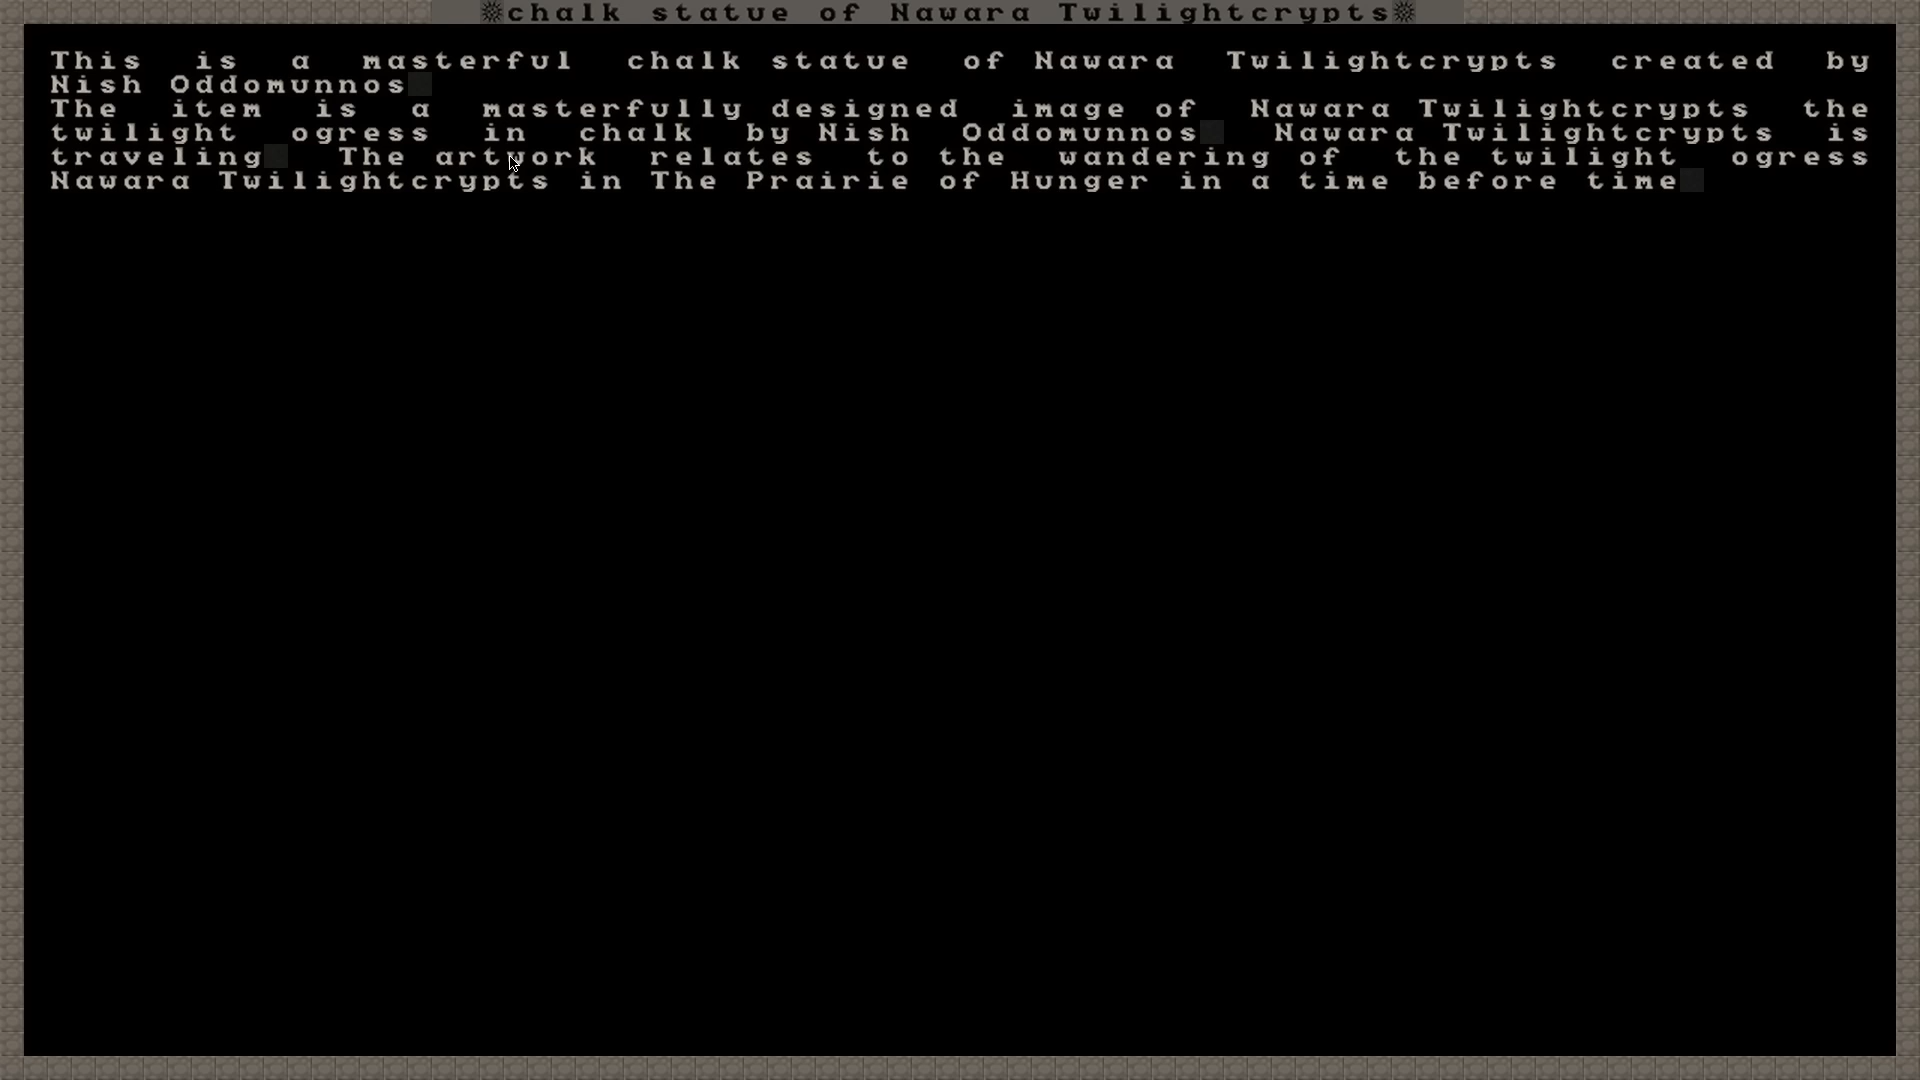 ☼chalk statue of Nawara Twilightcrypts☼
This is a masterful chalk statue of Nawara Twilightcrypts created by
Nish Oddomunnos
The item is a masterfully designed image of Nawara Twilightcrypts the
twilight ogress in chalk by Nish Oddomunnos Nawara Twilightcrypts is
traveling The artwork relates to the wandering of the twilight ogress
Nawara Twilightcrypts in The Prairie of Hunger in a time before time